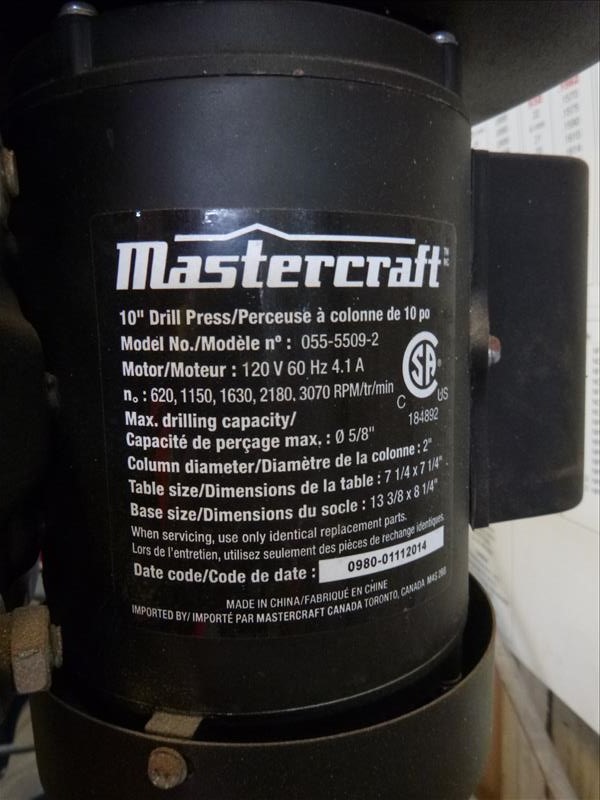 Mastercraft
10" Drill Press/Perceuse à colonne de 10 po
Model No./Modèle nº : 055-5509-2
Motor/Moteur : 120 V 60 Hz 4.1 A
nₒ : 620, 1150, 1630, 2180, 3070 RPM/tr/min
CSA
C US
184892
Max. drilling capacity/
Capacité de perçage max. : Ø 5/8"
Column diameter/Diamètre de la colonne : 2"
Table size/Dimensions de la table : 7 1/4 x 7 1/4"
Base size/Dimensions du socle : 13 3/8 x 8 1/4"
When servicing, use only identical replacement parts.
Lors de l'entretien, utilisez seulement des pièces de rechange identiques.
Date code/Code de date : 0980-01112014
MADE IN CHINA/FABRIQUÉ EN CHINE
IMPORTED BY/ IMPORTÉ PAR MASTERCRAFT CANADA TORONTO, CANADA M4S 2B8